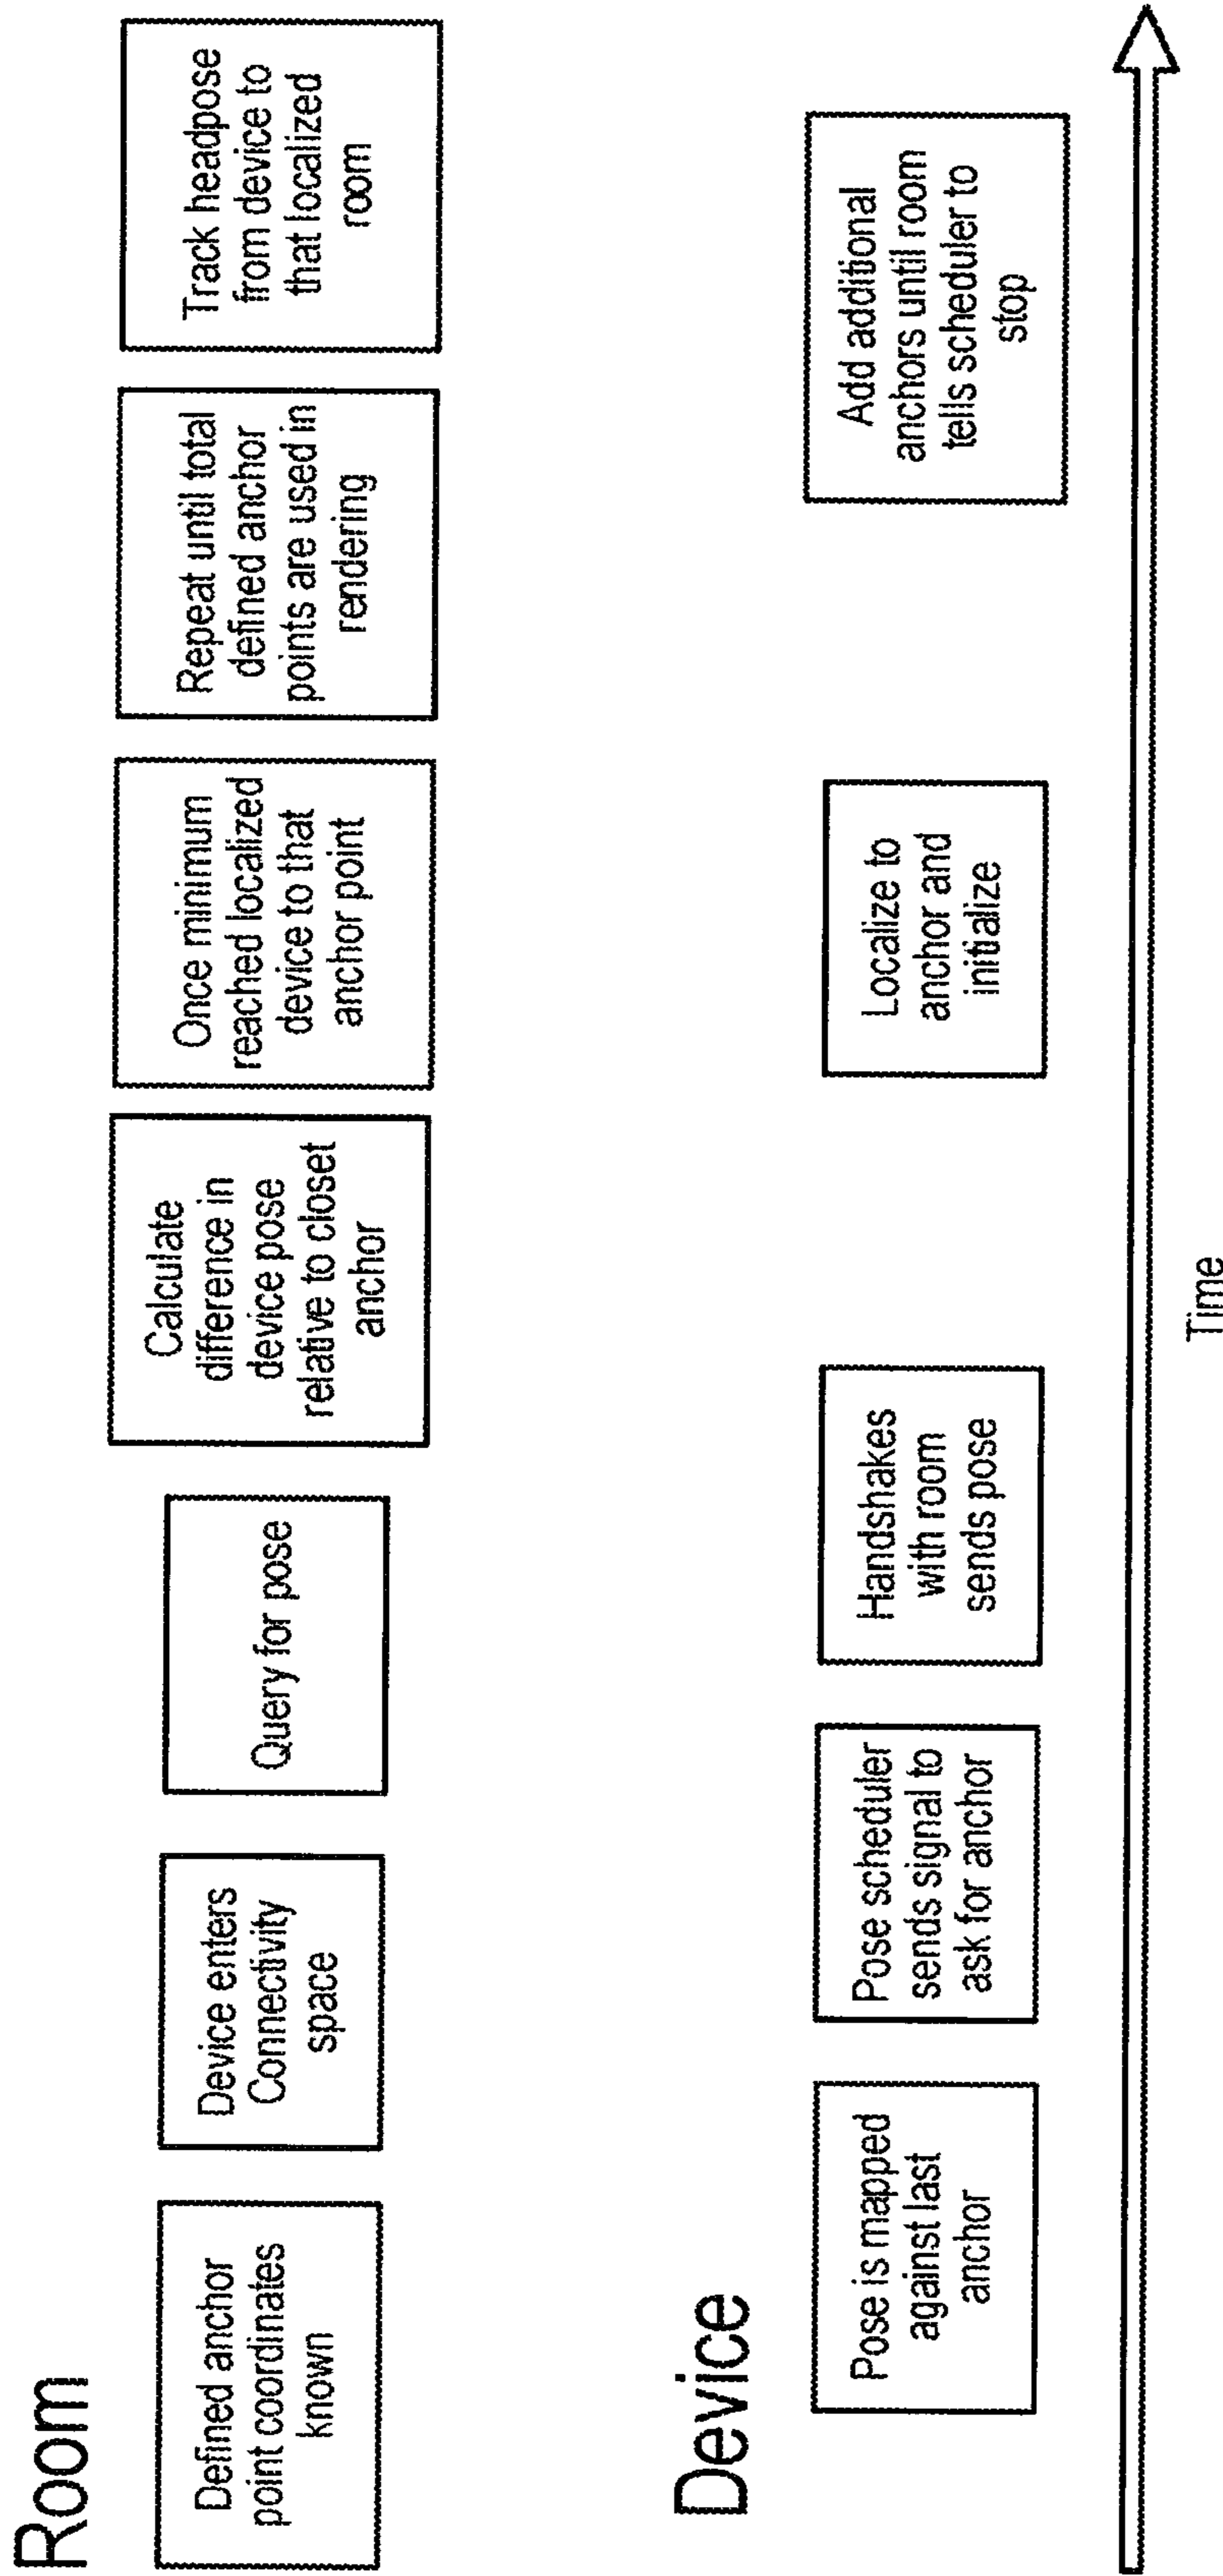 Room
Defined anchor
point coordinates
known
Device enters
Connectivity
space
Query for pose
Calculate
difference in
device pose
relative to closet
anchor
Once minimum
reached localized
device to that
anchor point
Repeat until total
defined anchor
points are used in
rendering
Track headpose
from device to
that localized
room
Device
Pose is mapped
against last
anchor
Pose scheduler
sends signal to
ask for anchor
Handshakes
with room
sends pose
Localize to
anchor and
initialize
Add additional
anchors until room
tells scheduler to
stop
Time